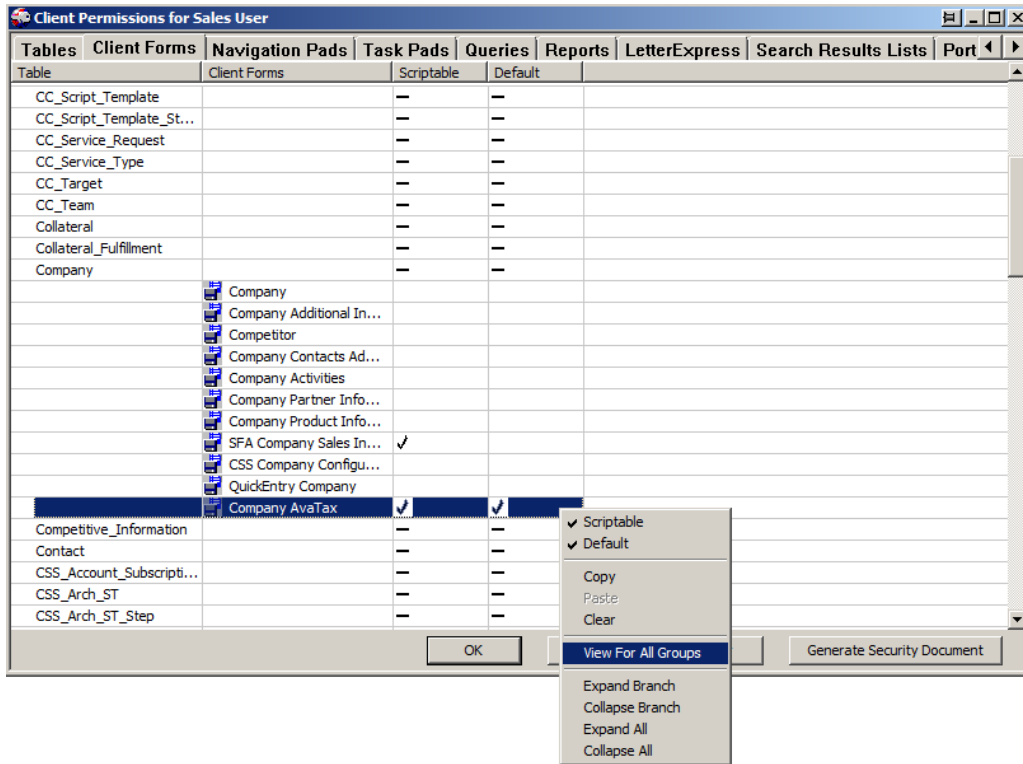 Client Permissions for Sales User
Tables Client Forms Navigation Pads Task Pads Queries Reports LetterExpress Search Results Lists Port
Table Client Forms Scriptable Default
CC_Script_Template
CC_Script_Template_St...
CC_Service_Request
CC_Service_Type
CC_Target
CC_Team
Collateral
Collateral_Fulfillment
Company
Company
Company Additional In...
Competitor
Company Contacts Ad...
Company Activities
Company Partner Info...
Company Product Info...
SFA Company Sales In...
CSS Company Configu...
QuickEntry Company
Company AvaTax
Competitive_Information
Contact
CSS_Account_Subscripti...
CSS_Arch_ST
CSS_Arch_ST_Step
Scriptable
Default
Copy
Paste
Clear
View For All Groups
Expand Branch
Collapse Branch
Expand All
Collapse All
OK
Generate Security Document